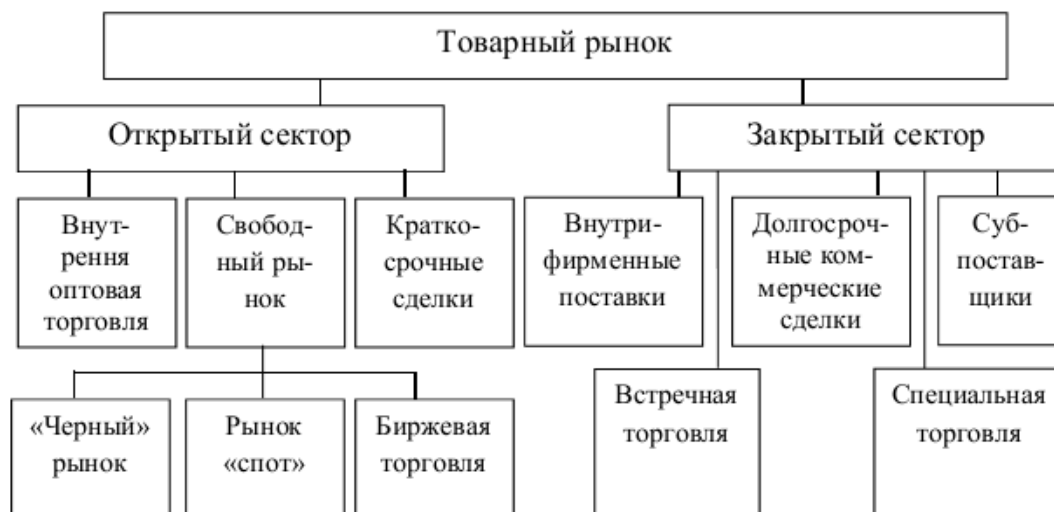 Товарный рынок
Открытый сектор
Закрытый сектор
Внут-
рення
оптовая
торговля
Свобод-
ный ры-
нок
Кратко-
срочные
сделки
Внутри-
фирменные
поставки
Долгосроч-
ные ком-
мерческие
сделки
Суб-
постав-
щики
«Черный»
рынок
Рынок
«спот»
Биржевая
торговля
Встречная
торговля
Специальная
торговля